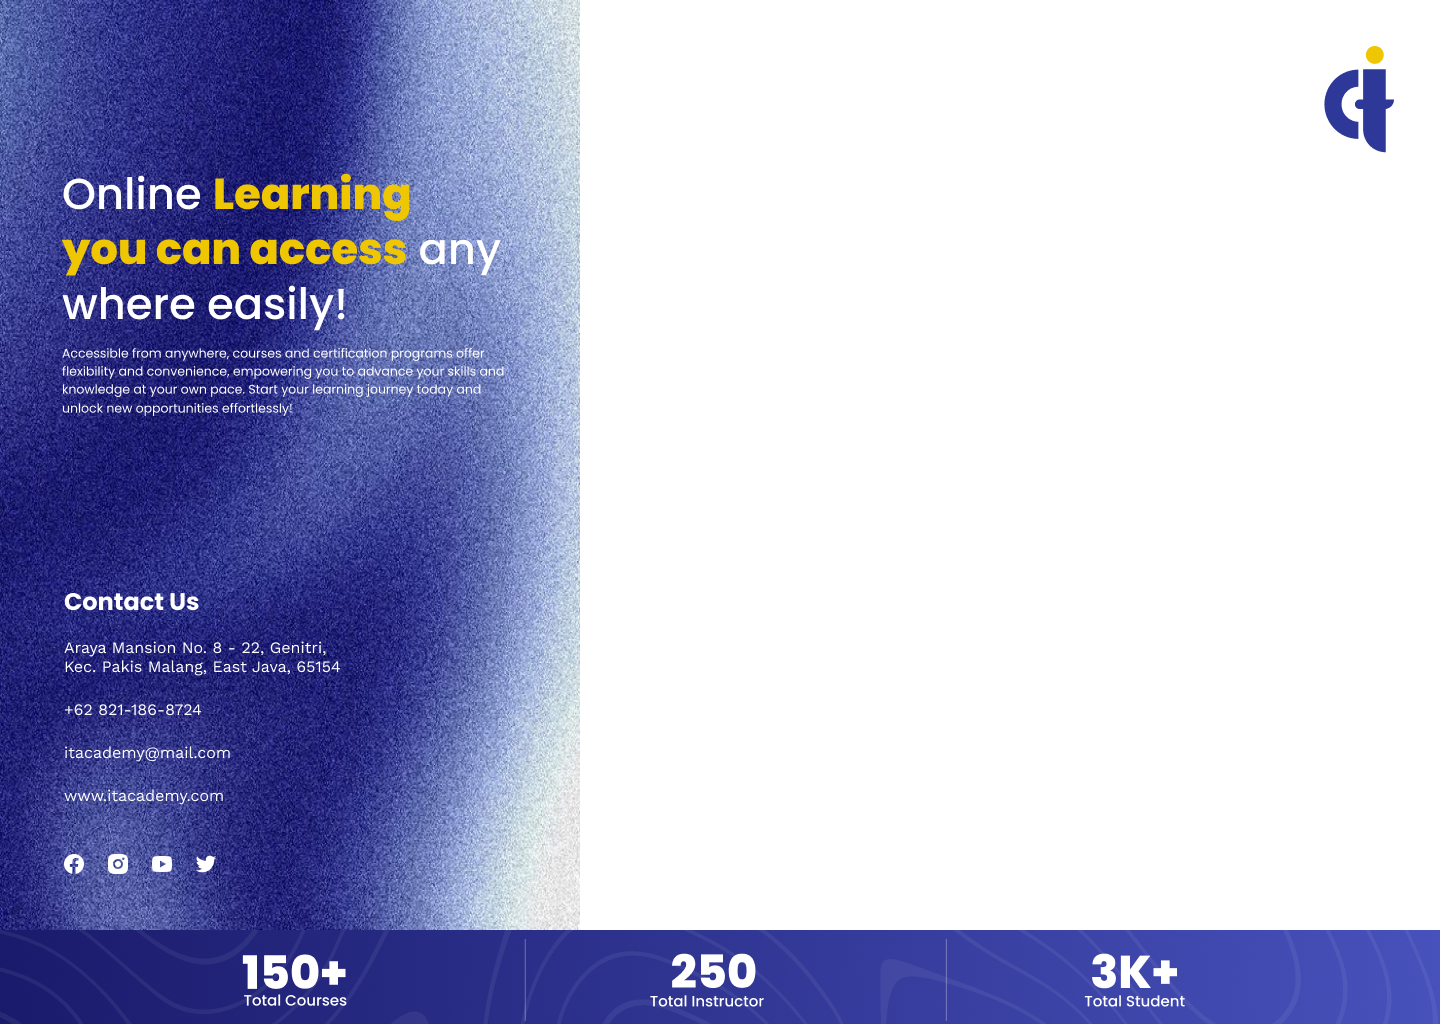 Online Learning
you can access any
where easily!
Accessible from anywhere, courses and certification programs offer
flexibility and convenience, empowering you to advance your skills and
knowledge at your own pace. Start your learning journey today and
unlock new opportunities effortlessly!
Contact Us
Araya Mansion No. 8 - 22, Genitri,
Kec. Pakis Malang, East Java, 65154
+62 821-186-8724
itacademy@mail.com
www.itacademy.com
150+
Total Courses
250
Total Instructor
3K+
Total Student